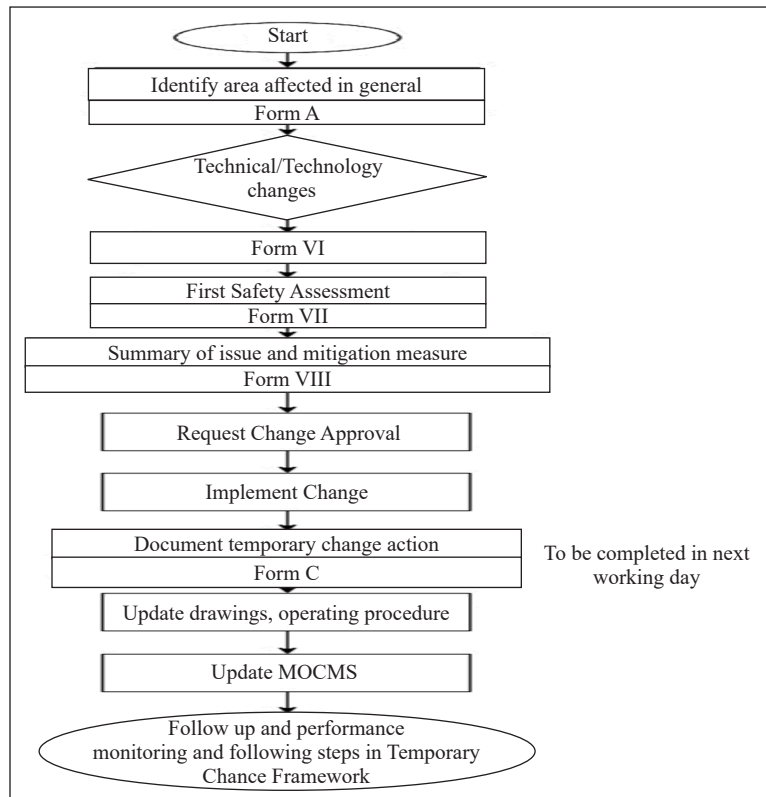 Start
Identify area affected in general
Form A
Technical/Technology
changes
Form VI
First Safety Assessment
Form VII
Summary of issue and mitigation measure
Form VIII
Request Change Approval
Implement Change
Document temporary change action
Form C
To be completed in next
working day
Update drawings, operating procedure
Update MOCMS
Follow up and performance
monitoring and following steps in Temporary
Chance Framework